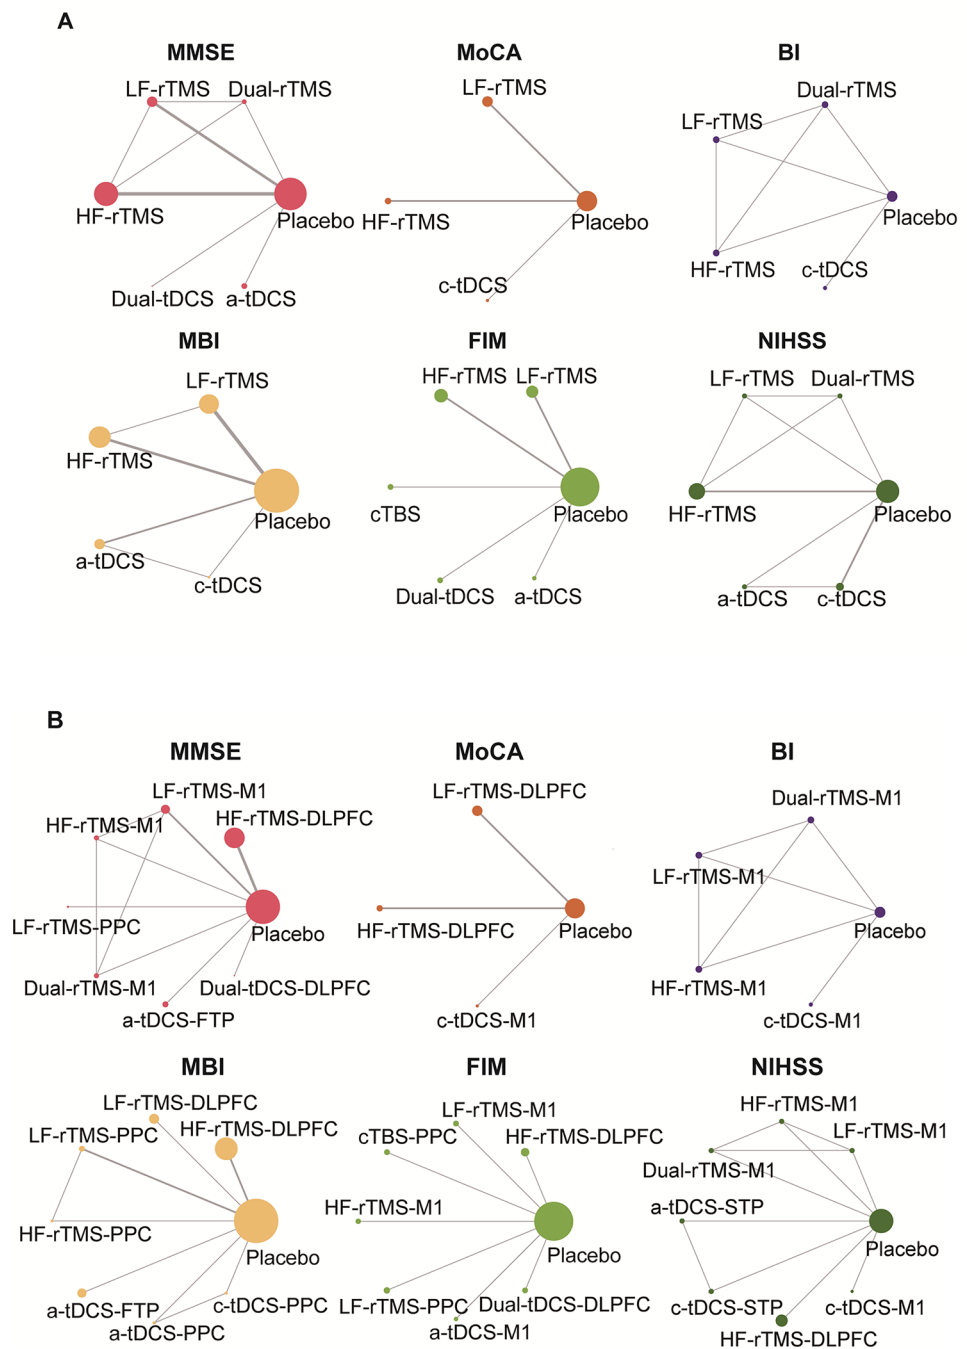 A
MMSE
MoCA
BI
LF-rTMS
Dual-rTMS
HF-rTMS
Placebo
Dual-tDCS
a-tDCS
LF-rTMS
HF-rTMS
Placebo
c-tDCS
Dual-rTMS
LF-rTMS
Placebo
HF-rTMS
c-tDCS
MBI
FIM
NIHSS
LF-rTMS
HF-rTMS
Placebo
a-tDCS
c-tDCS
HF-rTMS
LF-rTMS
cTBS
Placebo
Dual-tDCS
a-tDCS
LF-rTMS
Dual-rTMS
HF-rTMS
Placebo
a-tDCS
c-tDCS
B
MMSE
MoCA
BI
LF-rTMS-M1
HF-rTMS-DLPFC
HF-rTMS-M1
LF-rTMS-PPC
Placebo
Dual-rTMS-M1
Dual-tDCS-DLPFC
a-tDCS-FTP
LF-rTMS-DLPFC
HF-rTMS-DLPFC
Placebo
c-tDCS-M1
Dual-rTMS-M1
LF-rTMS-M1
Placebo
HF-rTMS-M1
c-tDCS-M1
MBI
FIM
NIHSS
LF-rTMS-DLPFC
HF-rTMS-DLPFC
LF-rTMS-PPC
HF-rTMS-PPC
Placebo
a-tDCS-FTP
c-tDCS-PPC
a-tDCS-PPC
LF-rTMS-M1
cTBS-PPC
HF-rTMS-DLPFC
HF-rTMS-M1
Placebo
LF-rTMS-PPC
Dual-tDCS-DLPFC
a-tDCS-M1
HF-rTMS-M1
LF-rTMS-M1
Dual-rTMS-M1
a-tDCS-STP
Placebo
c-tDCS-STP
c-tDCS-M1
HF-rTMS-DLPFC